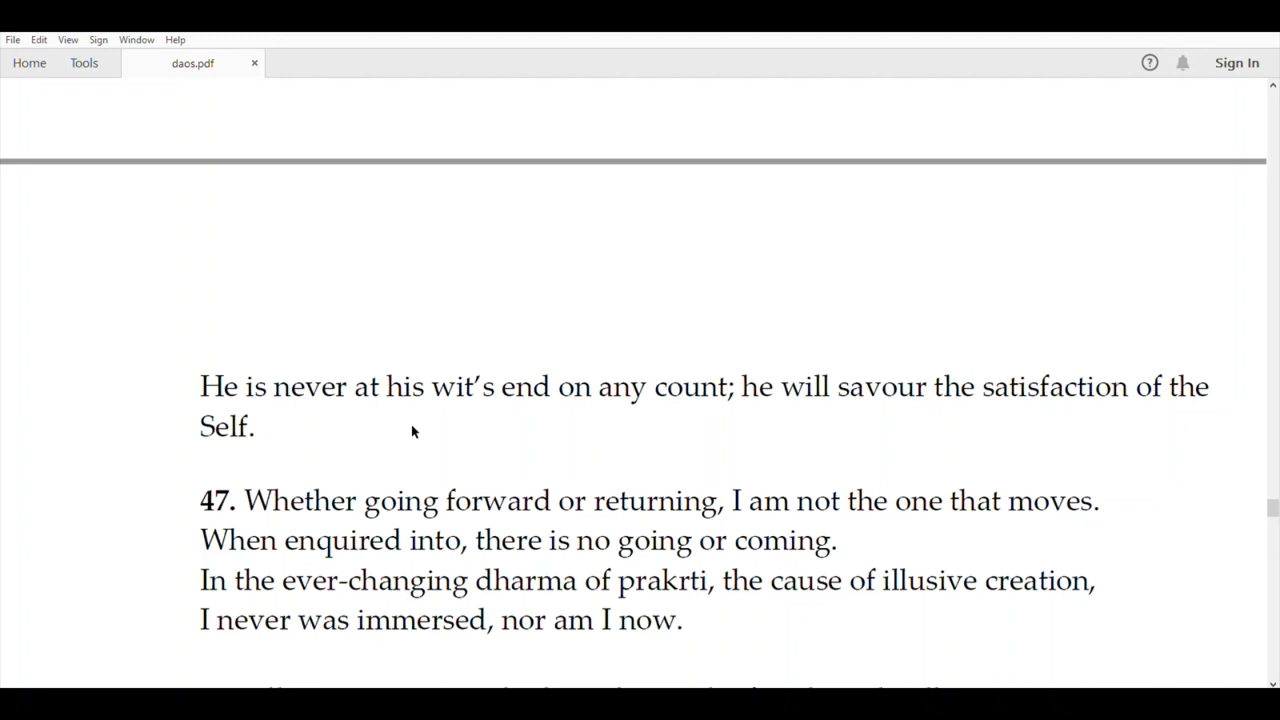 File Edit View Sign Window Help
Home Tools daos.pdf × ? Sign In
He is never at his wit’s end on any count; he will savour the satisfaction of the
Self.
47. Whether going forward or returning, I am not the one that moves.
When enquired into, there is no going or coming.
In the ever-changing dharma of prakrti, the cause of illusive creation,
I never was immersed, nor am I now.